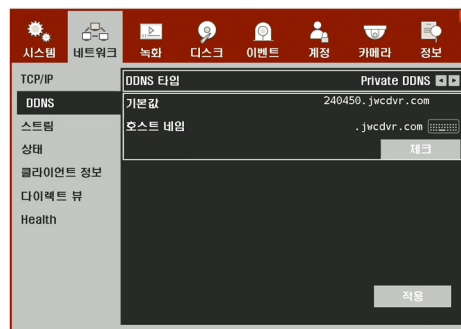 시스템 네트워크 녹화 디스크 이벤트 계정 카메라 정보
TCP/IP
DDNS
스트림
상태
클라이언트 정보
다이렉트 뷰
Health
DDNS 타입 Private DDNS
기본값 240450.jwcdvr.com
호스트 네임 .jwcdvr.com
체크
적용